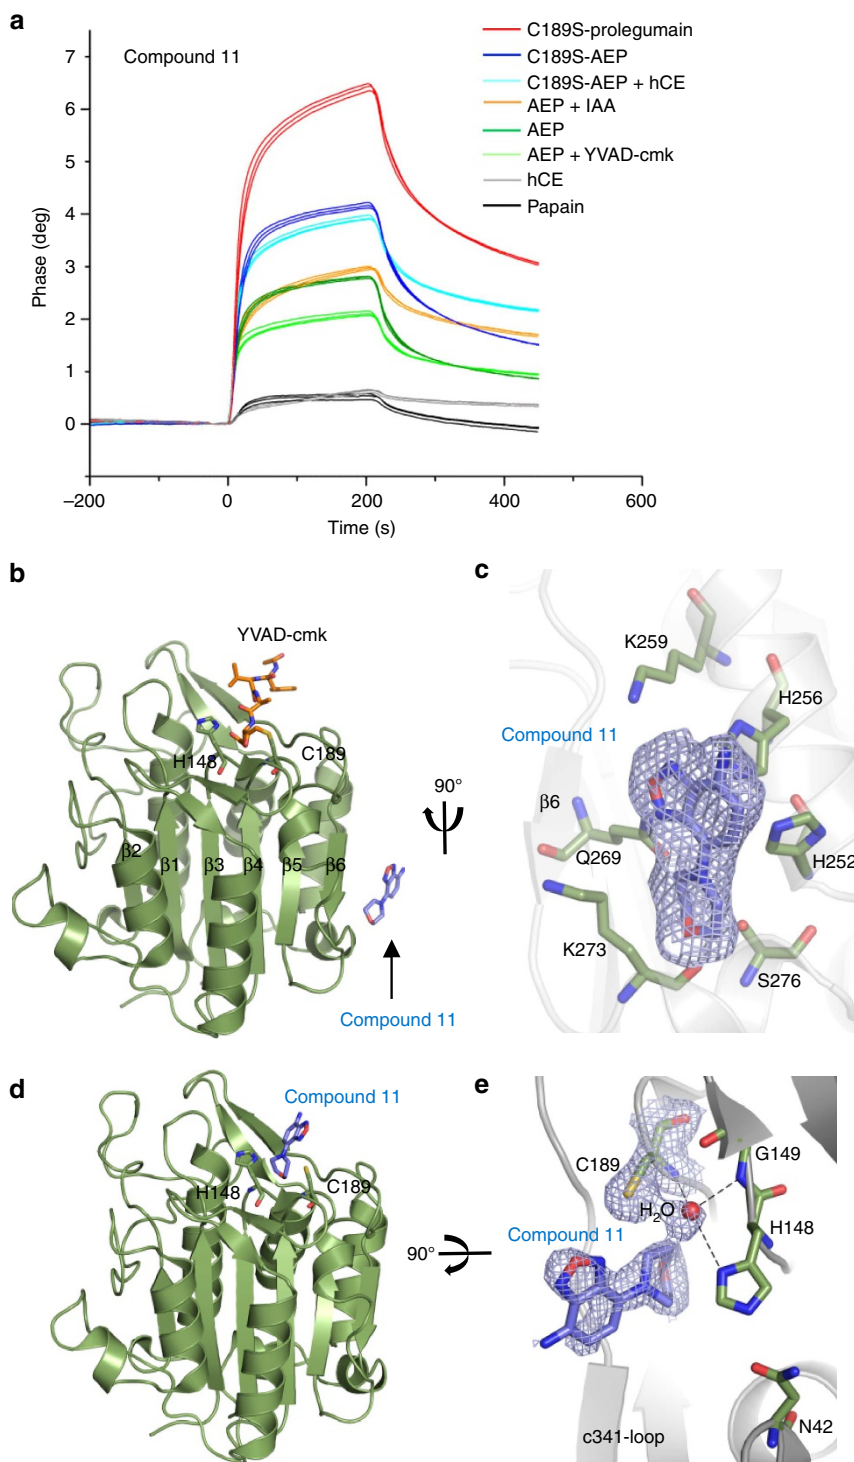 a
Compound 11
C189S-prolegumain
C189S-AEP
C189S-AEP + hCE
AEP + IAA
AEP
AEP + YVAD-cmk
hCE
Papain
7
6
5
4
3
2
1
0
Phase (deg)
−200
0
200
400
600
Time (s)
b
YVAD-cmk
H148
C189
β2
β1
β3
β4
β5
β6
Compound 11
90°
c
K259
H256
Compound 11
β6
Q269
H252
K273
S276
d
Compound 11
H148
C189
90°
e
C189
G149
H₂O
H148
Compound 11
c341-loop
N42